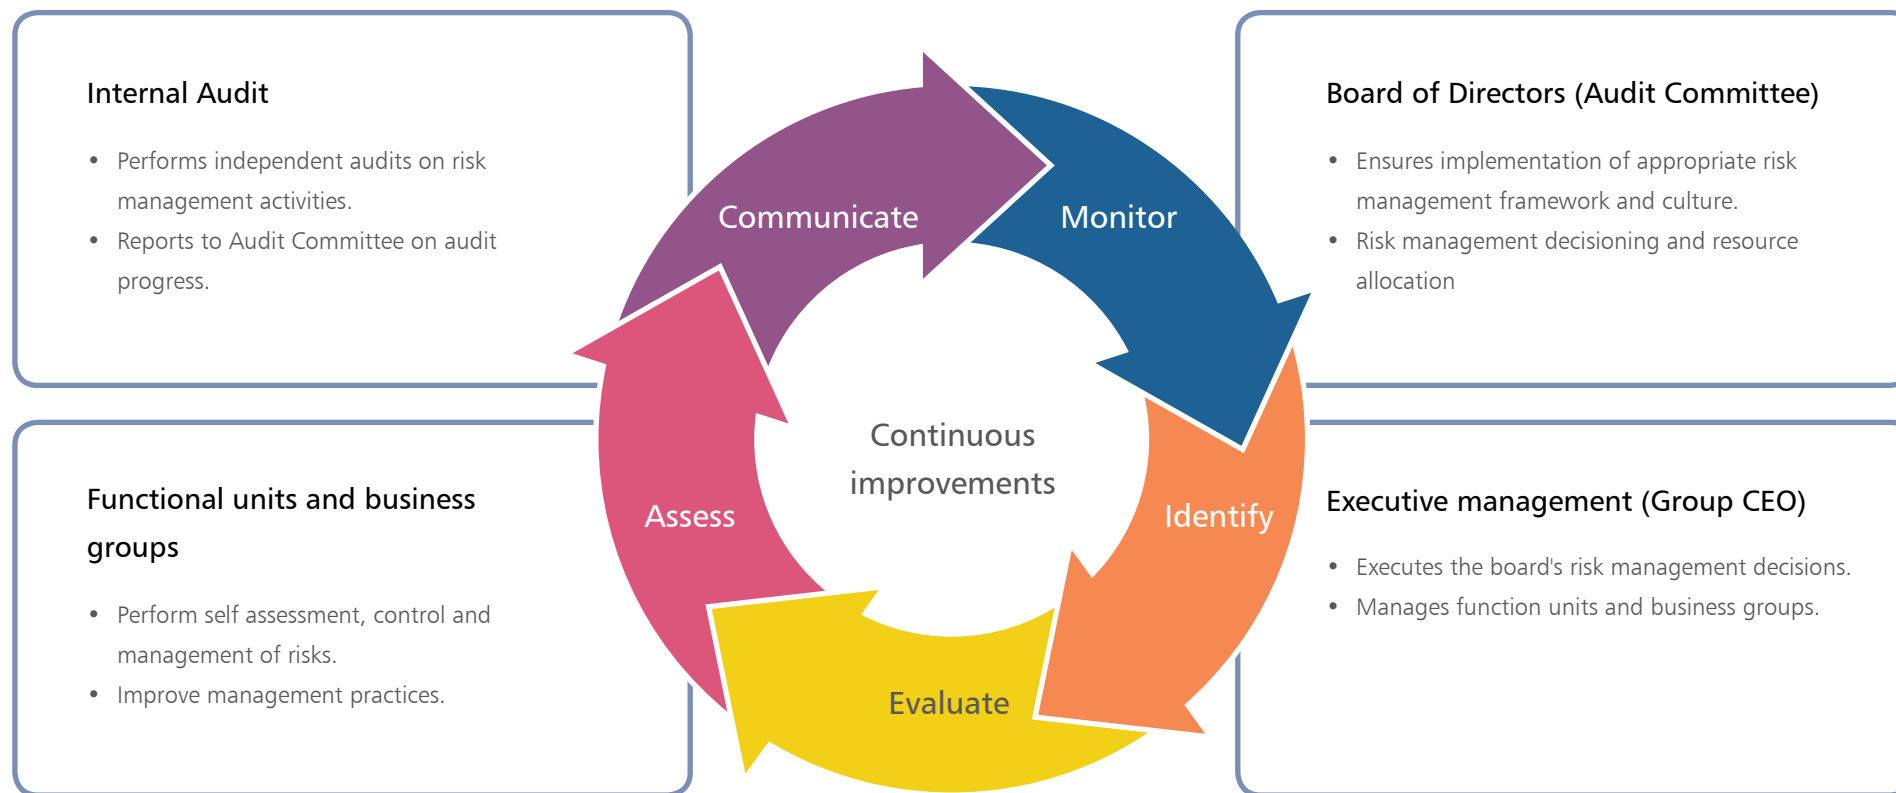 Internal Audit
• Performs independent audits on risk
management activities.
• Reports to Audit Committee on audit
progress.
Board of Directors (Audit Committee)
• Ensures implementation of appropriate risk
management framework and culture.
• Risk management decisioning and resource
allocation
Communicate
Monitor
Continuous
improvements
Assess
Identify
Evaluate
Functional units and business
groups
• Perform self assessment, control and
management of risks.
• Improve management practices.
Executive management (Group CEO)
• Executes the board's risk management decisions.
• Manages function units and business groups.